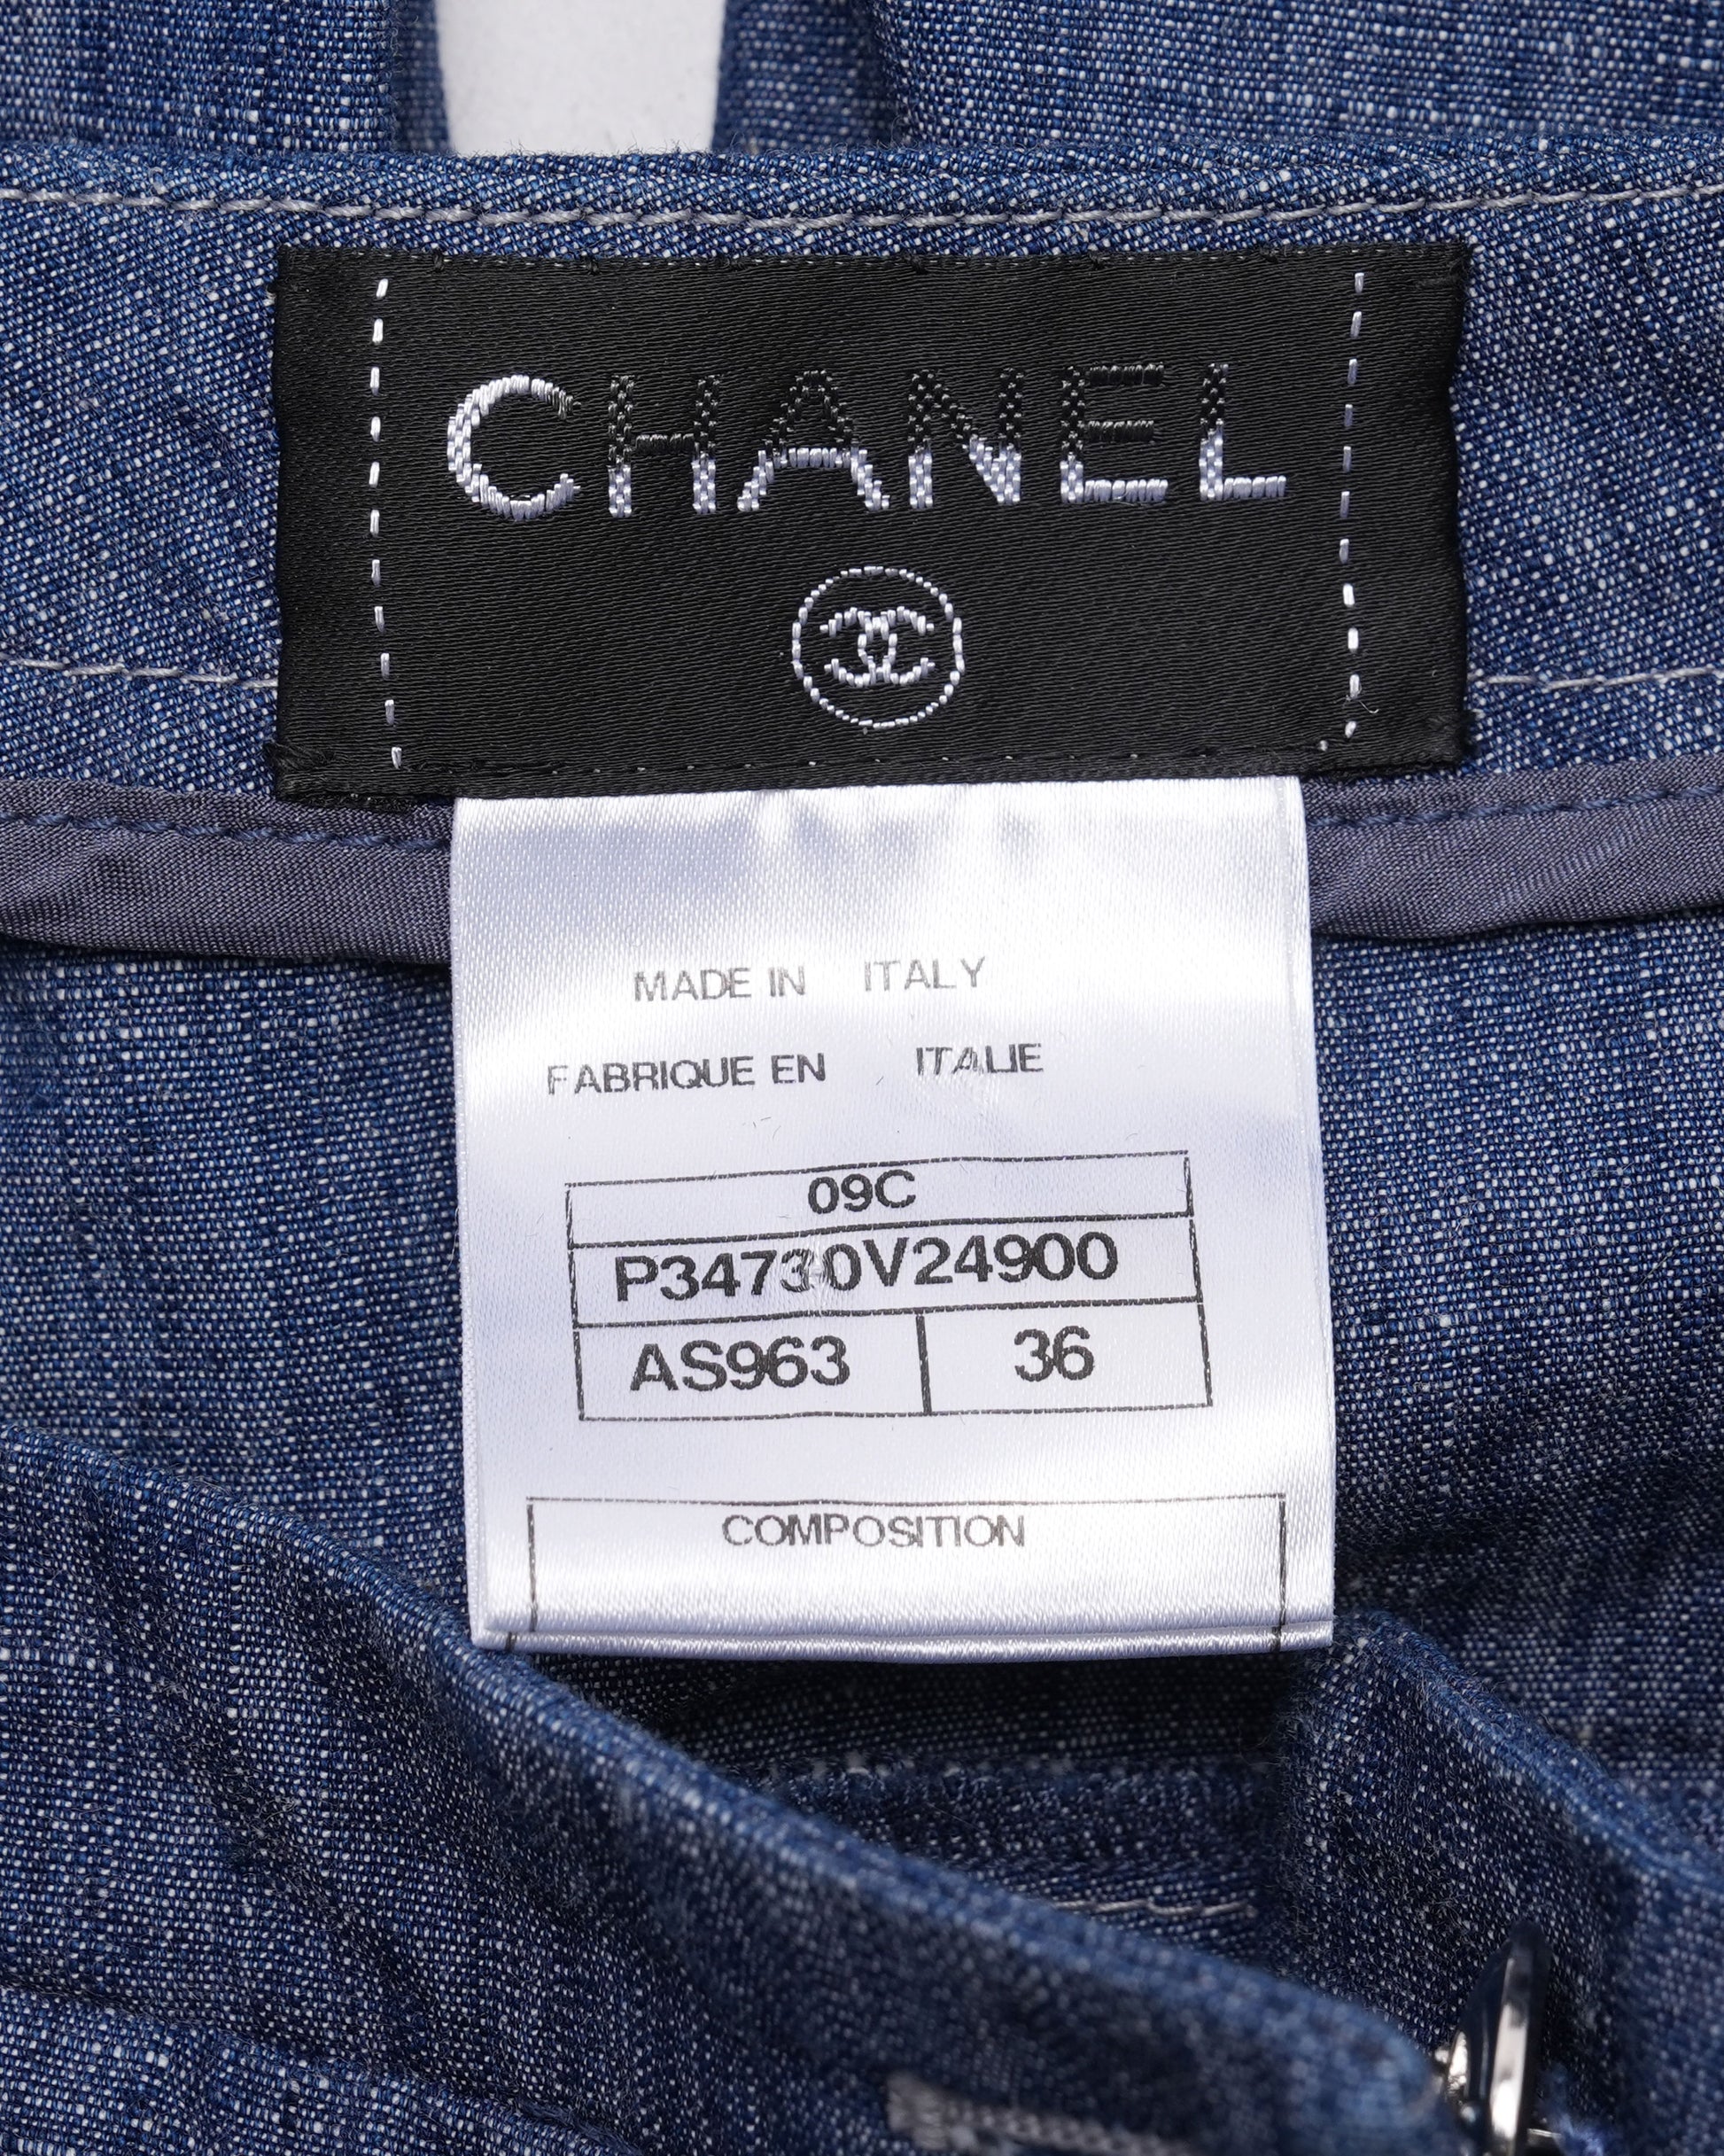 CHANEL
MADE IN ITALY
FABRIQUE EN ITALIE
09C
P34730V24900
AS963 36
COMPOSITION